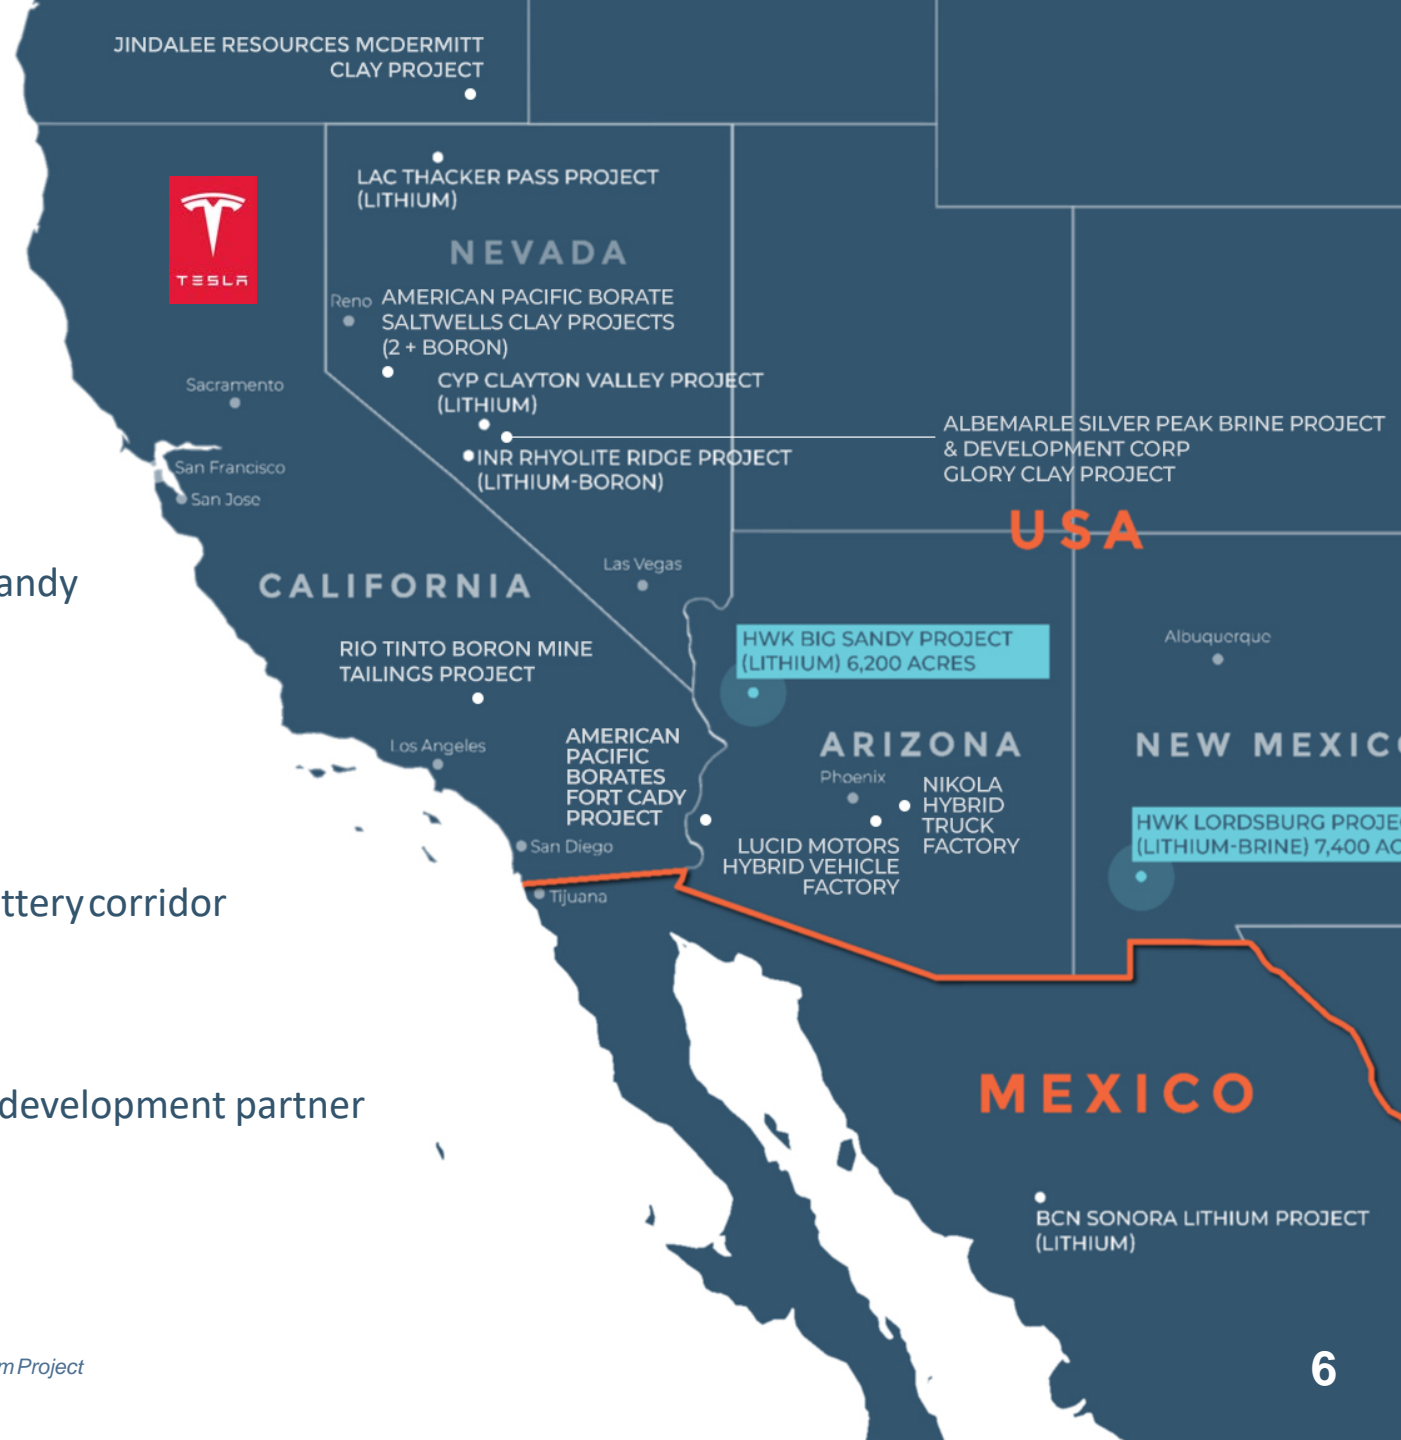 JINDALEE RESOURCES MCDERMITT
CLAY PROJECT
LAC THACKER PASS PROJECT
(LITHIUM)
TESLA
NEVADA
Reno
AMERICAN PACIFIC BORATE
SALTWELLS CLAY PROJECTS
(2 + BORON)
CYP CLAYTON VALLEY PROJECT
(LITHIUM)
Sacramento
ALBEMARLE SILVER PEAK BRINE PROJECT
& DEVELOPMENT CORP
GLORY CLAY PROJECT
INR RHYOLITE RIDGE PROJECT
(LITHIUM-BORON)
San Francisco
San Jose
USA
Las Vegas
andy
CALIFORNIA
HWK BIG SANDY PROJECT
(LITHIUM) 6,200 ACRES
Albuquerque
RIO TINTO BORON MINE
TAILINGS PROJECT
Los Angeles
AMERICAN
PACIFIC
BORATES
FORT CADY
PROJECT
ARIZONA
NEW MEXICO
Phoenix
NIKOLA
HYBRID
TRUCK
FACTORY
LUCID MOTORS
HYBRID VEHICLE
FACTORY
HWK LORDSBURG PROJE
(LITHIUM-BRINE) 7,400 AC
San Diego
Tijuana
ttery corridor
MEXICO
development partner
BCN SONORA LITHIUM PROJECT
(LITHIUM)
m Project
6